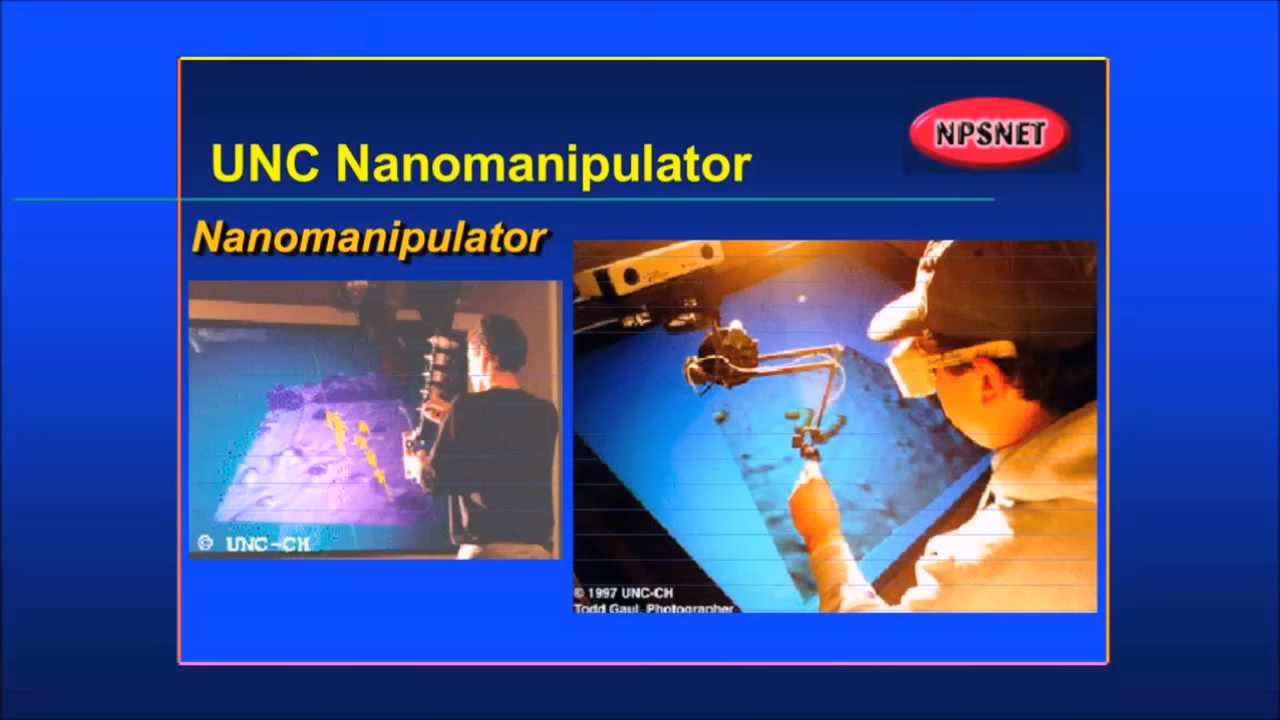 NPSNET
UNC Nanomanipulator
Nanomanipulator
© UNC-CH
© 1997 UNC-CH
Todd Gaul, Photographer